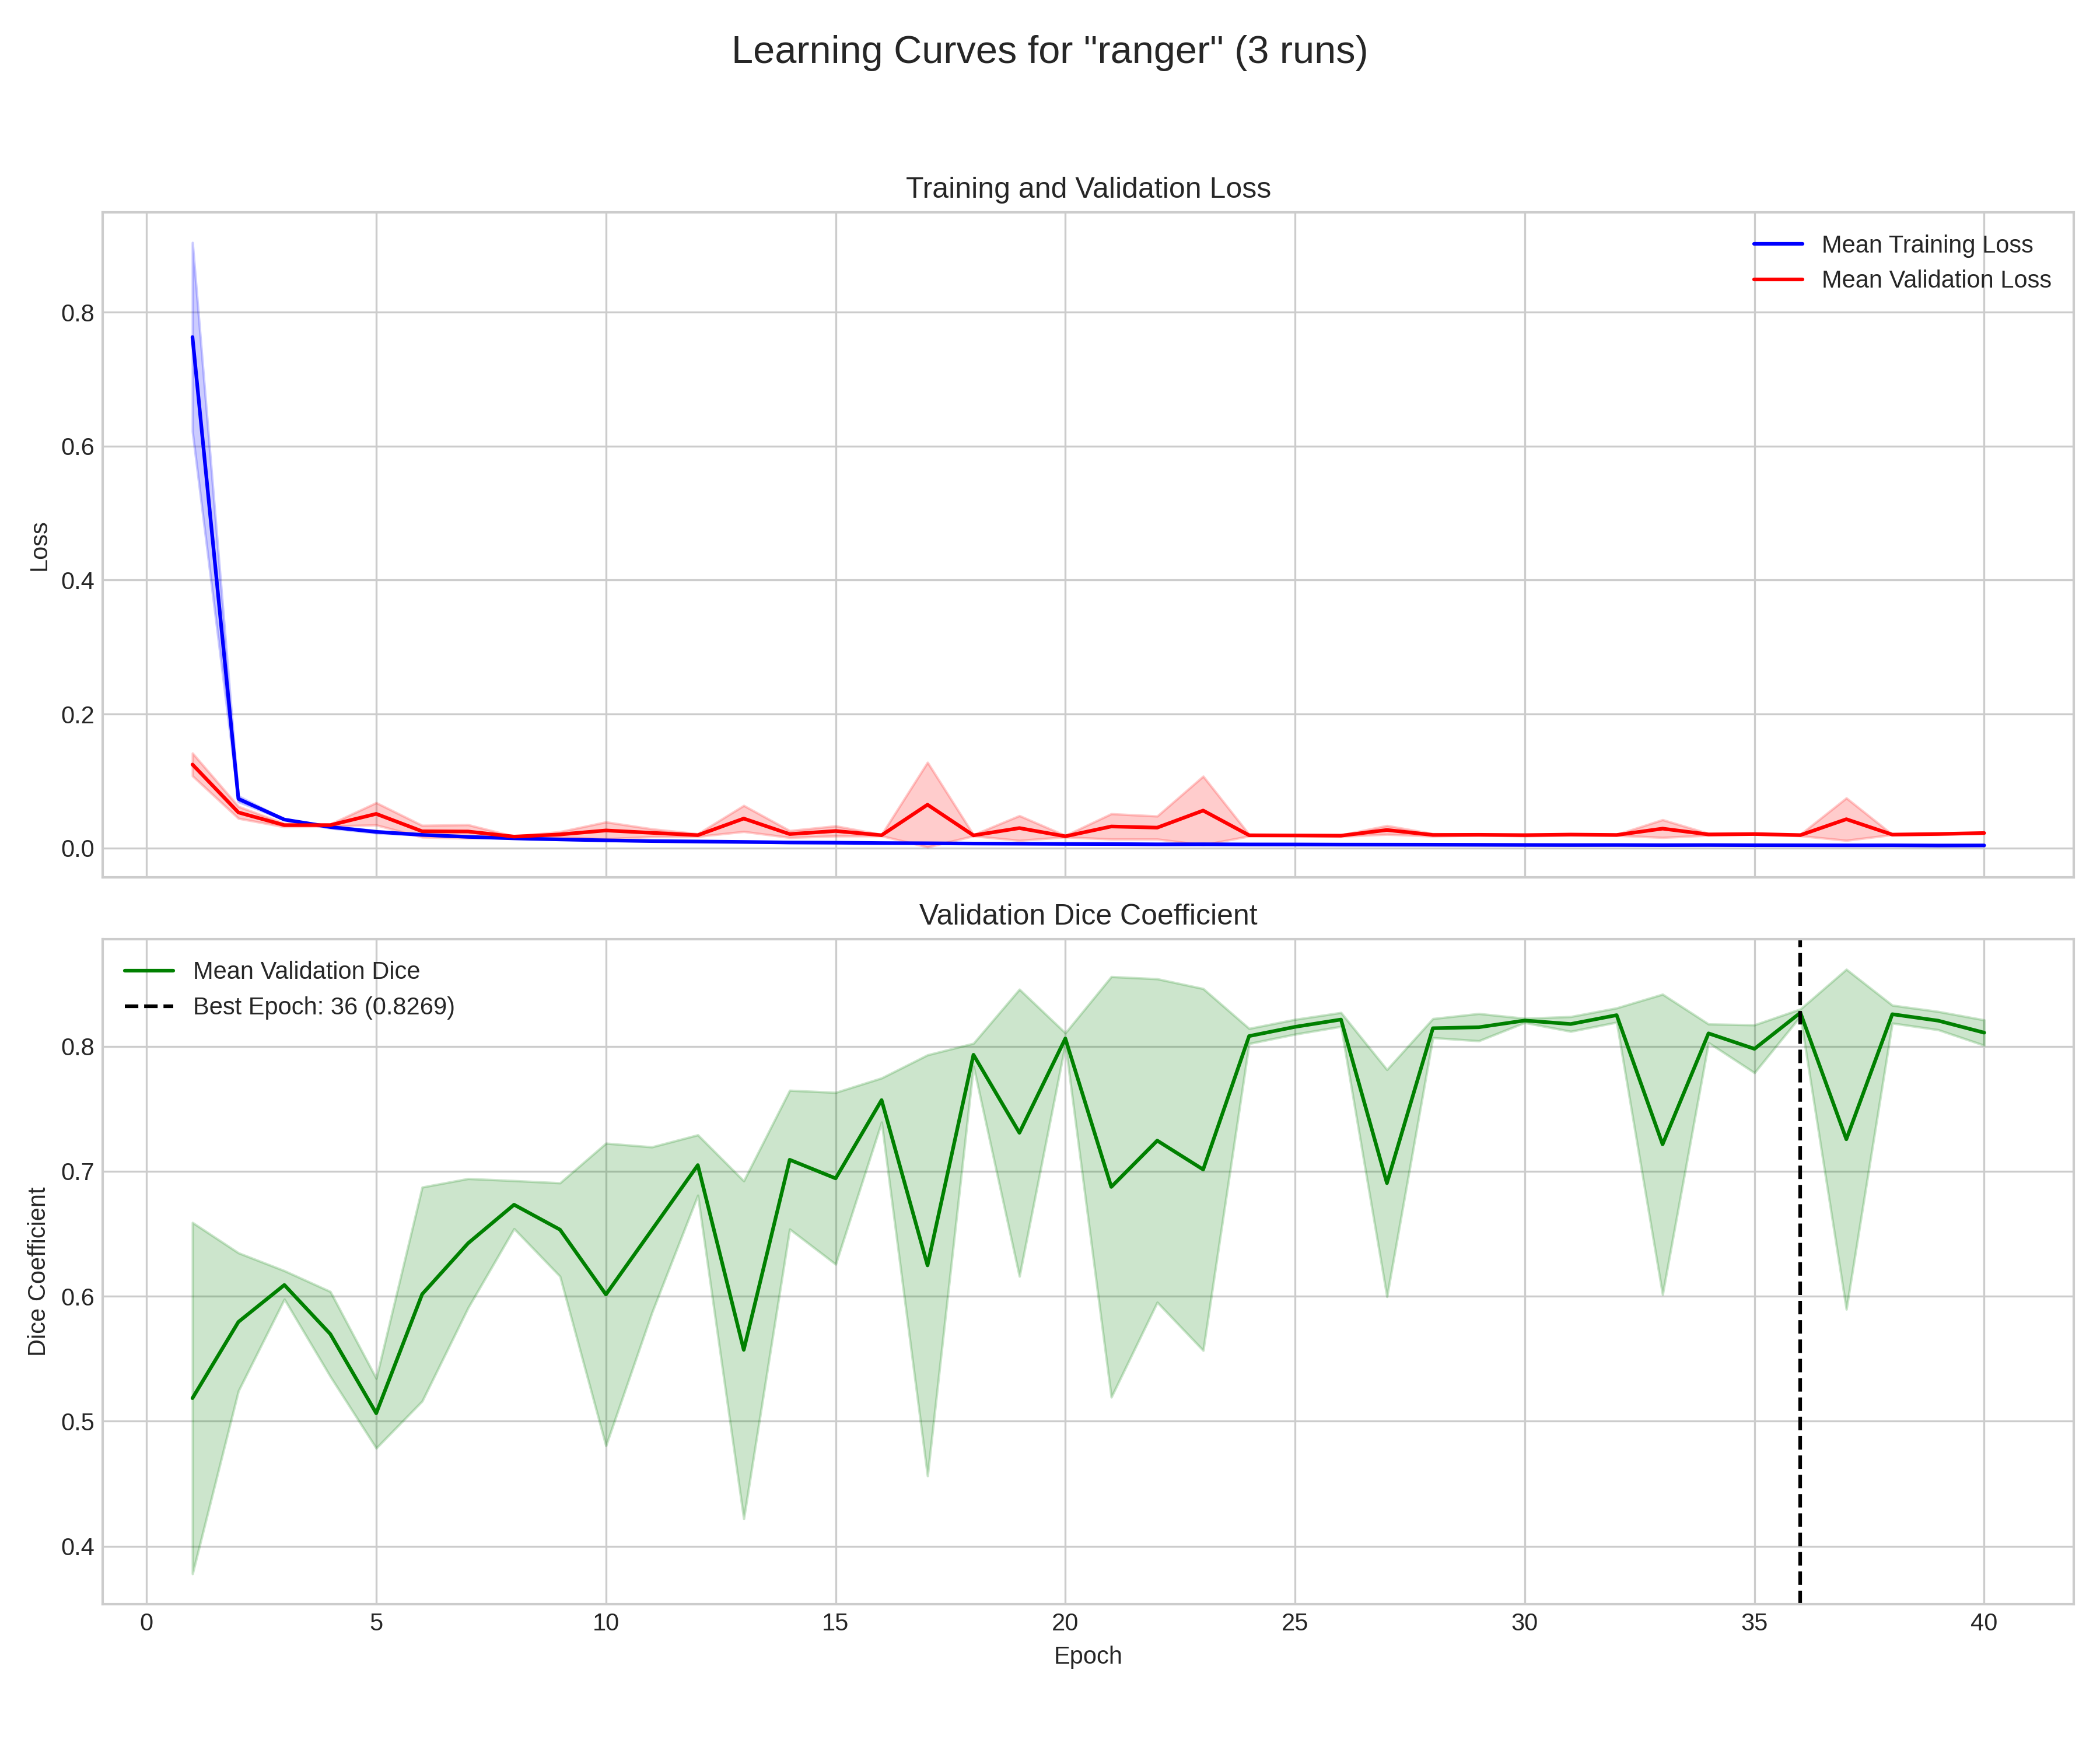 Learning Curves for "ranger" (3 runs)
Training and Validation Loss
Mean Training Loss
Mean Validation Loss
Loss
0.8
0.6
0.4
0.2
0.0
Validation Dice Coefficient
Mean Validation Dice
Best Epoch: 36 (0.8269)
Dice Coefficient
0.8
0.7
0.6
0.5
0.4
0 5 10 15 20 25 30 35 40
Epoch